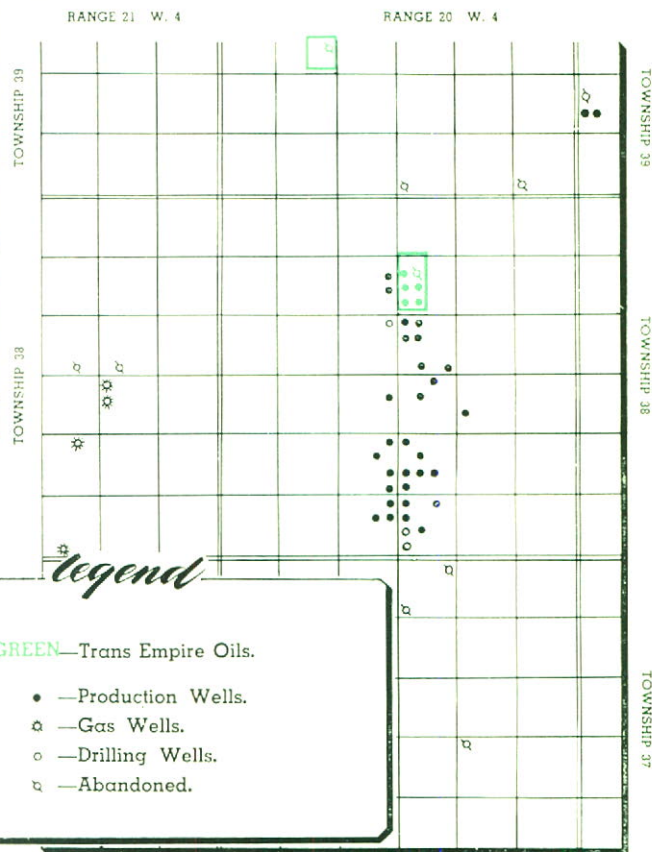 RANGE 21 W. 4
RANGE 20 W. 4
TOWNSHIP 39
TOWNSHIP 39
TOWNSHIP 38
TOWNSHIP 38
legend
GREEN—Trans Empire Oils.
—Production Wells.
—Gas Wells.
—Drilling Wells.
—Abandoned.
TOWNSHIP 37